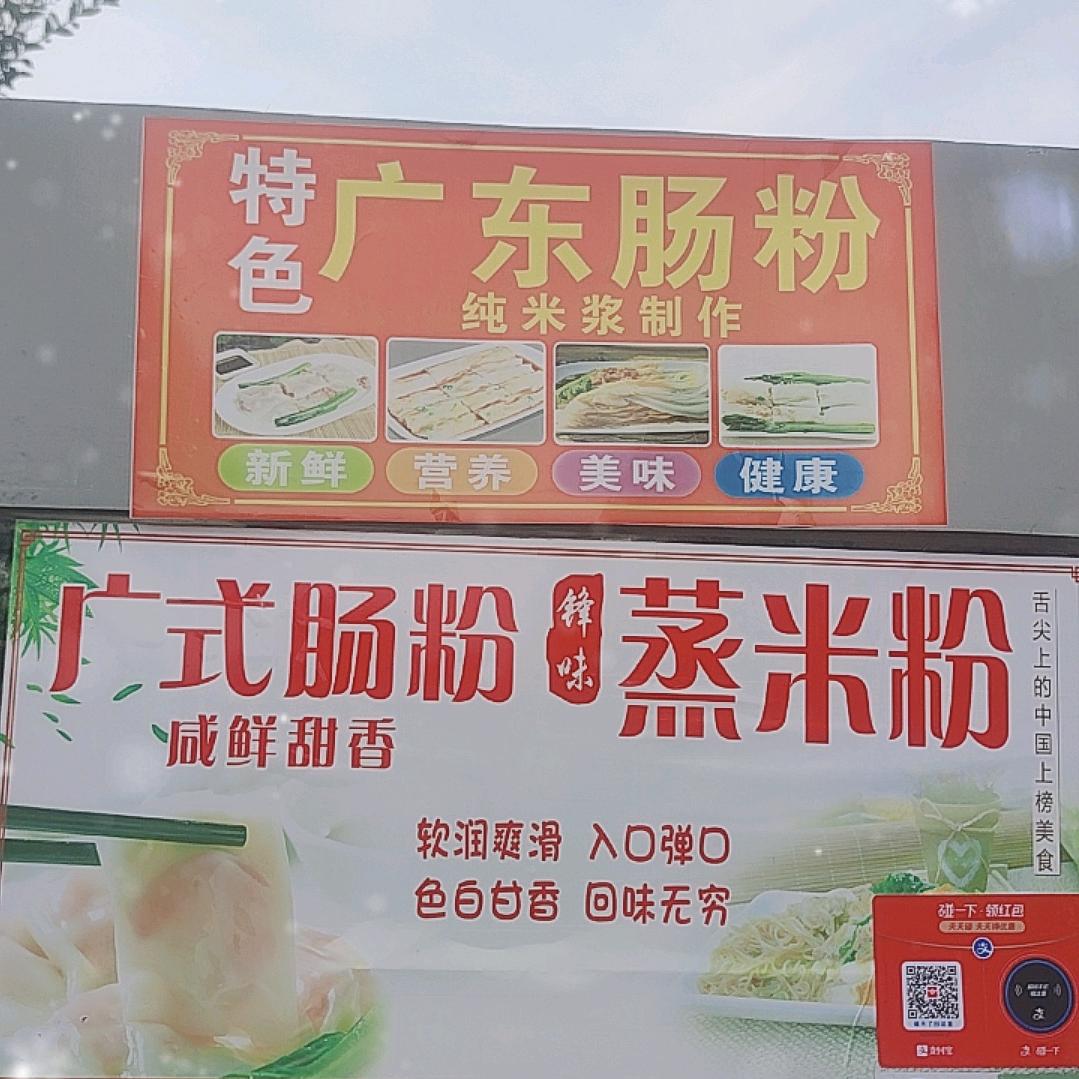 特色
广东肠粉
纯米浆制作
新鲜 营养 美味 健康
广式肠粉 锋味 蒸米粉
咸鲜甜香
舌尖上的中国上榜美食
软润爽滑 入口弹口
色白甘香 回味无穷
碰一下·领红包
支付宝 碰一下